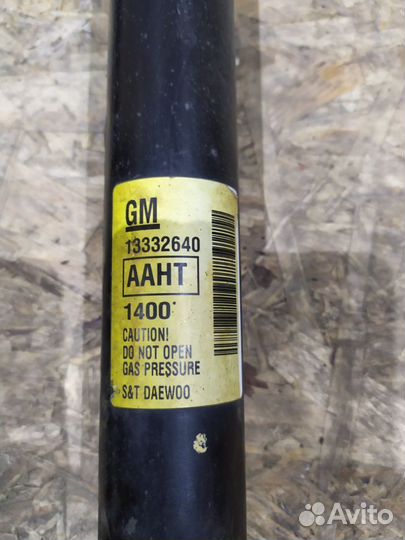 GM
13332640
AAHT
1400
CAUTION!
DO NOT OPEN
GAS PRESSURE
S&T DAEWOO
Avito